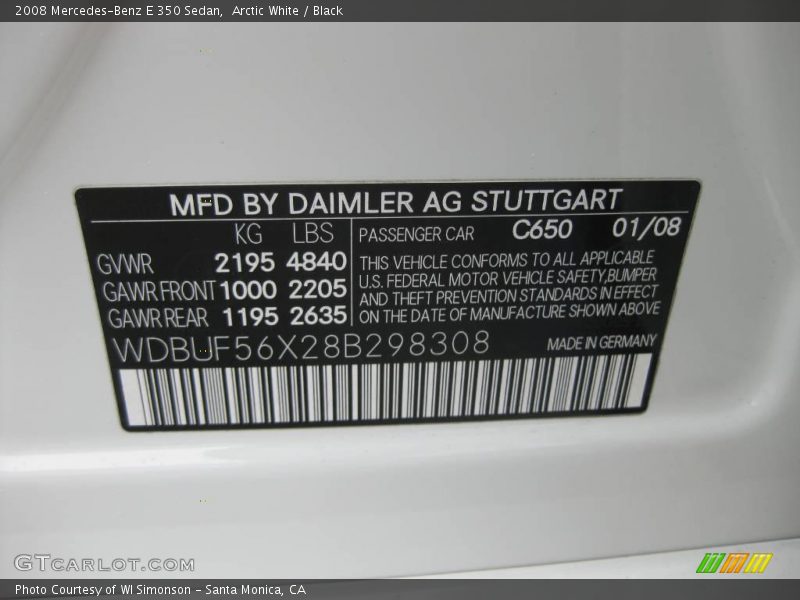 2008 Mercedes-Benz E 350 Sedan, Arctic White / Black
MFD BY DAIMLER AG STUTTGART
KG LBS
GVWR 2195 4840
GAWR FRONT 1000 2205
GAWR REAR 1195 2635
PASSENGER CAR C650 01/08
THIS VEHICLE CONFORMS TO ALL APPLICABLE
U.S. FEDERAL MOTOR VEHICLE SAFETY,BUMPER
AND THEFT PREVENTION STANDARDS IN EFFECT
ON THE DATE OF MANUFACTURE SHOWN ABOVE
WDBUF56X28B298308
MADE IN GERMANY
GTCARLOT.COM
Photo Courtesy of WI Simonson - Santa Monica, CA